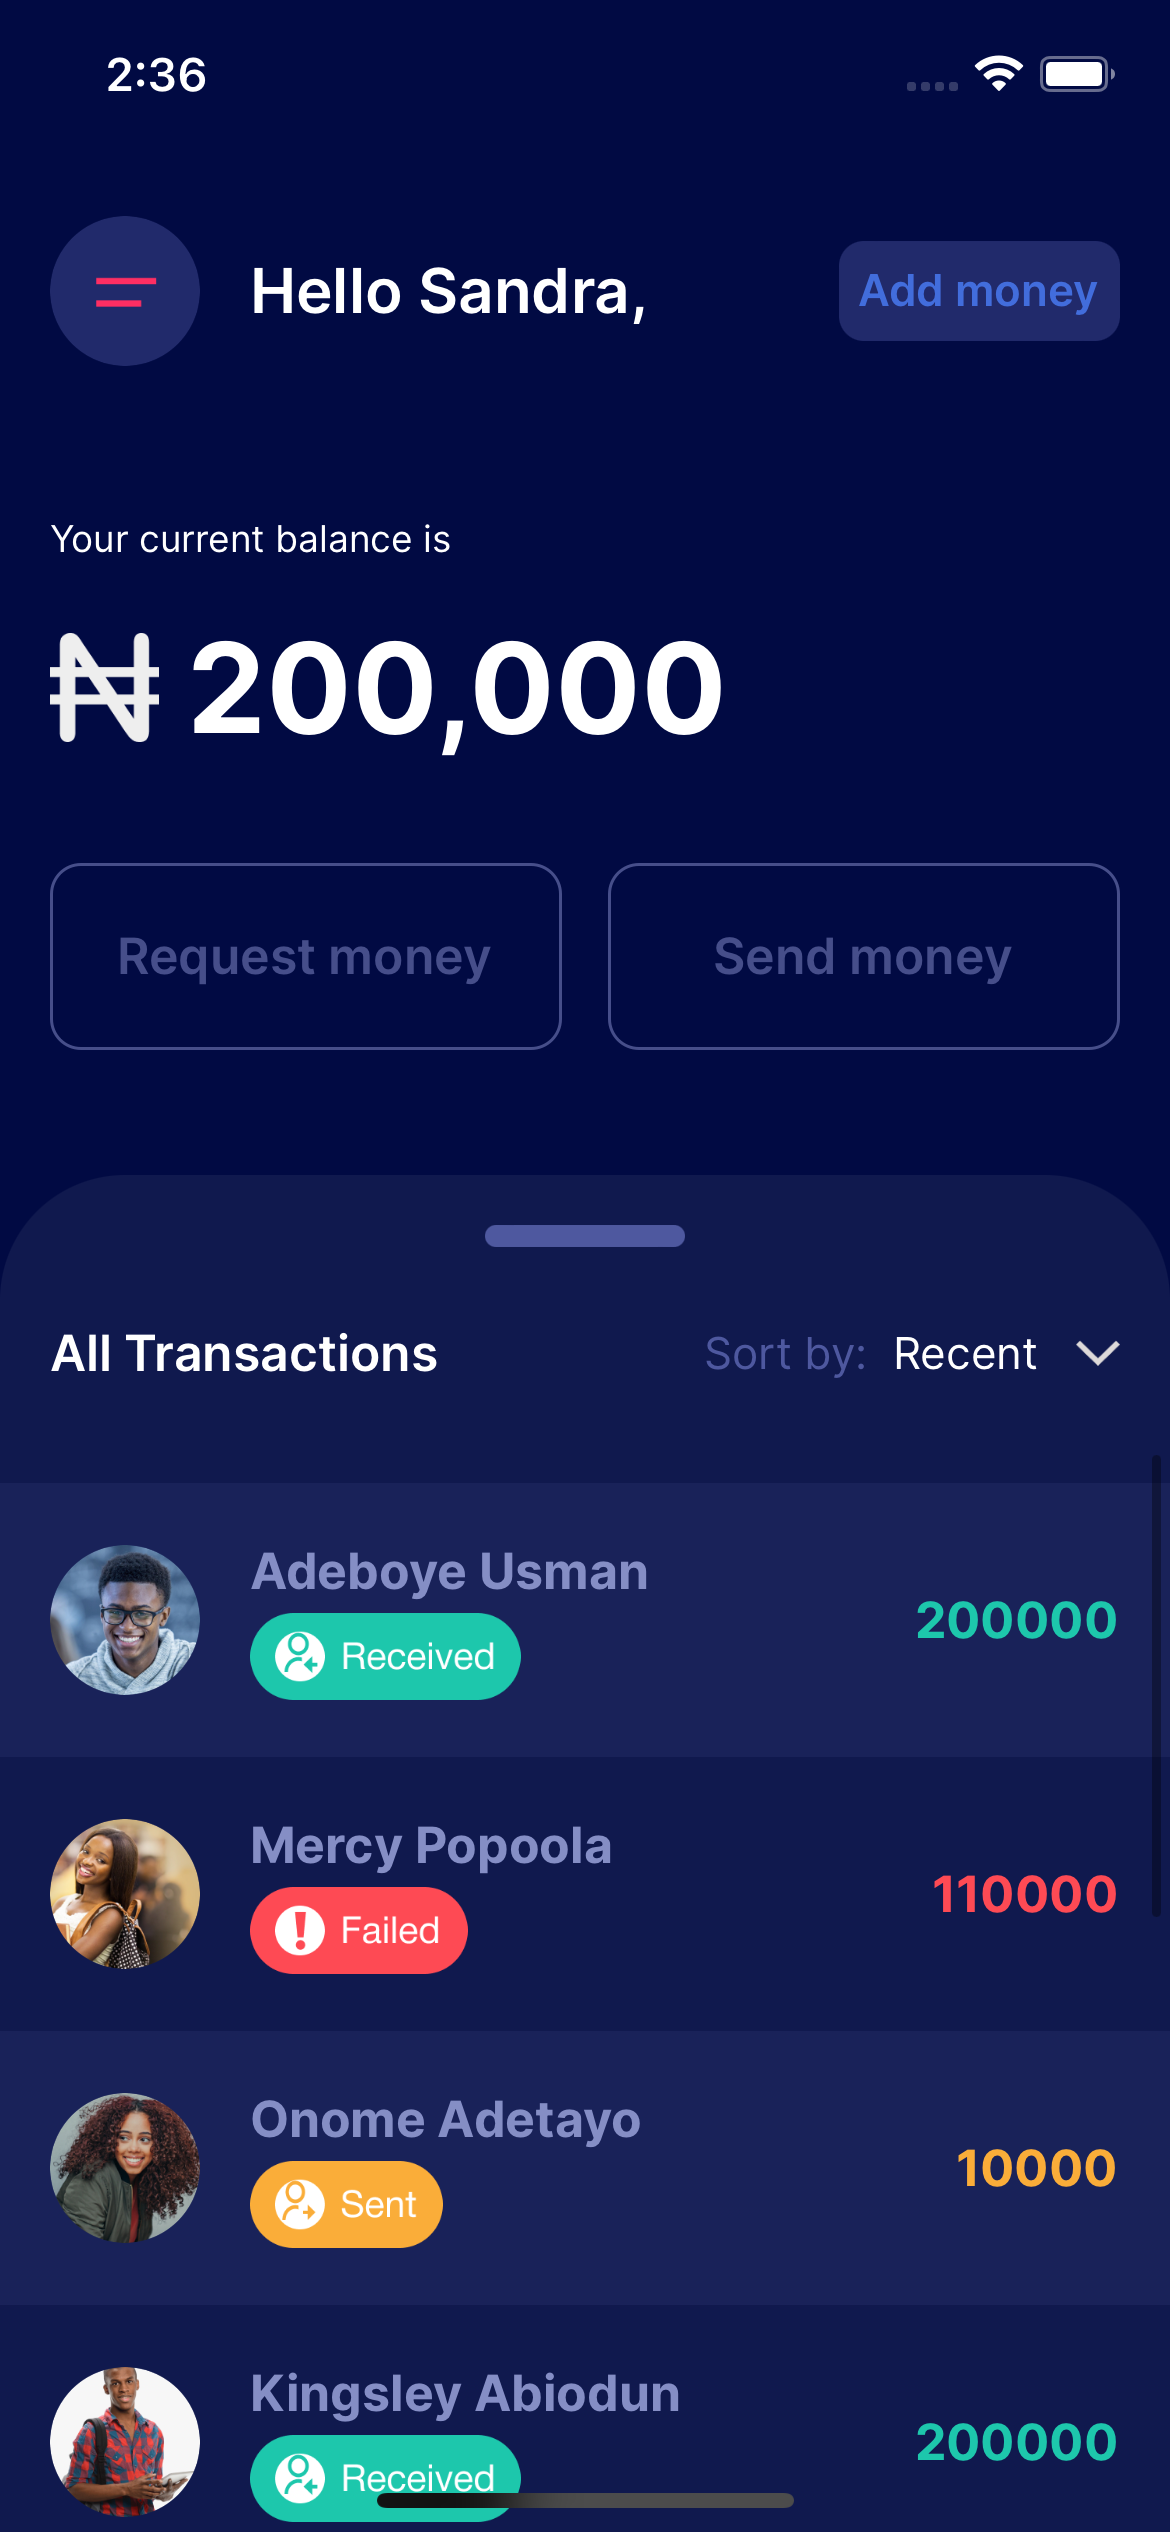 2:36
Hello Sandra,
Add money
Your current balance is
₦ 200,000
Request money
Send money
All Transactions
Sort by: Recent
Adeboye Usman
Received
200000
Mercy Popoola
Failed
110000
Onome Adetayo
Sent
10000
Kingsley Abiodun
Received
200000